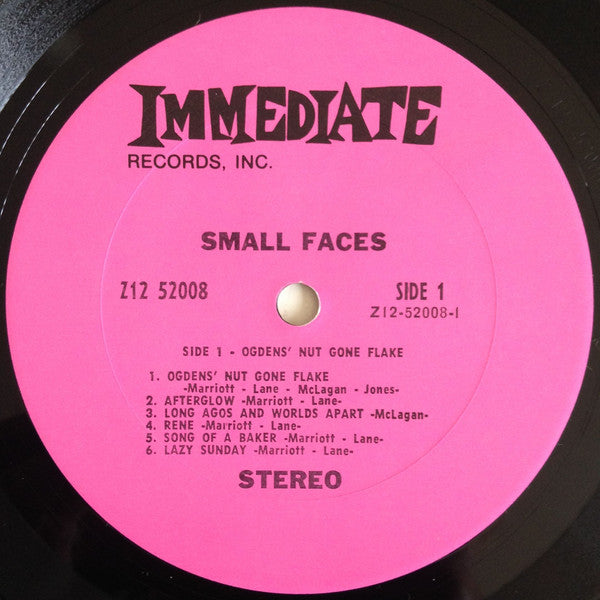 IMMEDIATE
RECORDS, INC.
SMALL FACES
Z12 52008
SIDE 1
Z12-52008-1
SIDE 1 - OGDENS' NUT GONE FLAKE
1. OGDENS' NUT GONE FLAKE
-Marriott - Lane - McLagan - Jones-
2. AFTERGLOW -Marriott - Lane-
3. LONG AGOS AND WORLDS APART -McLagan-
4. RENE -Marriott - Lane-
5. SONG OF A BAKER -Marriott - Lane-
6. LAZY SUNDAY -Marriott - Lane-
STEREO